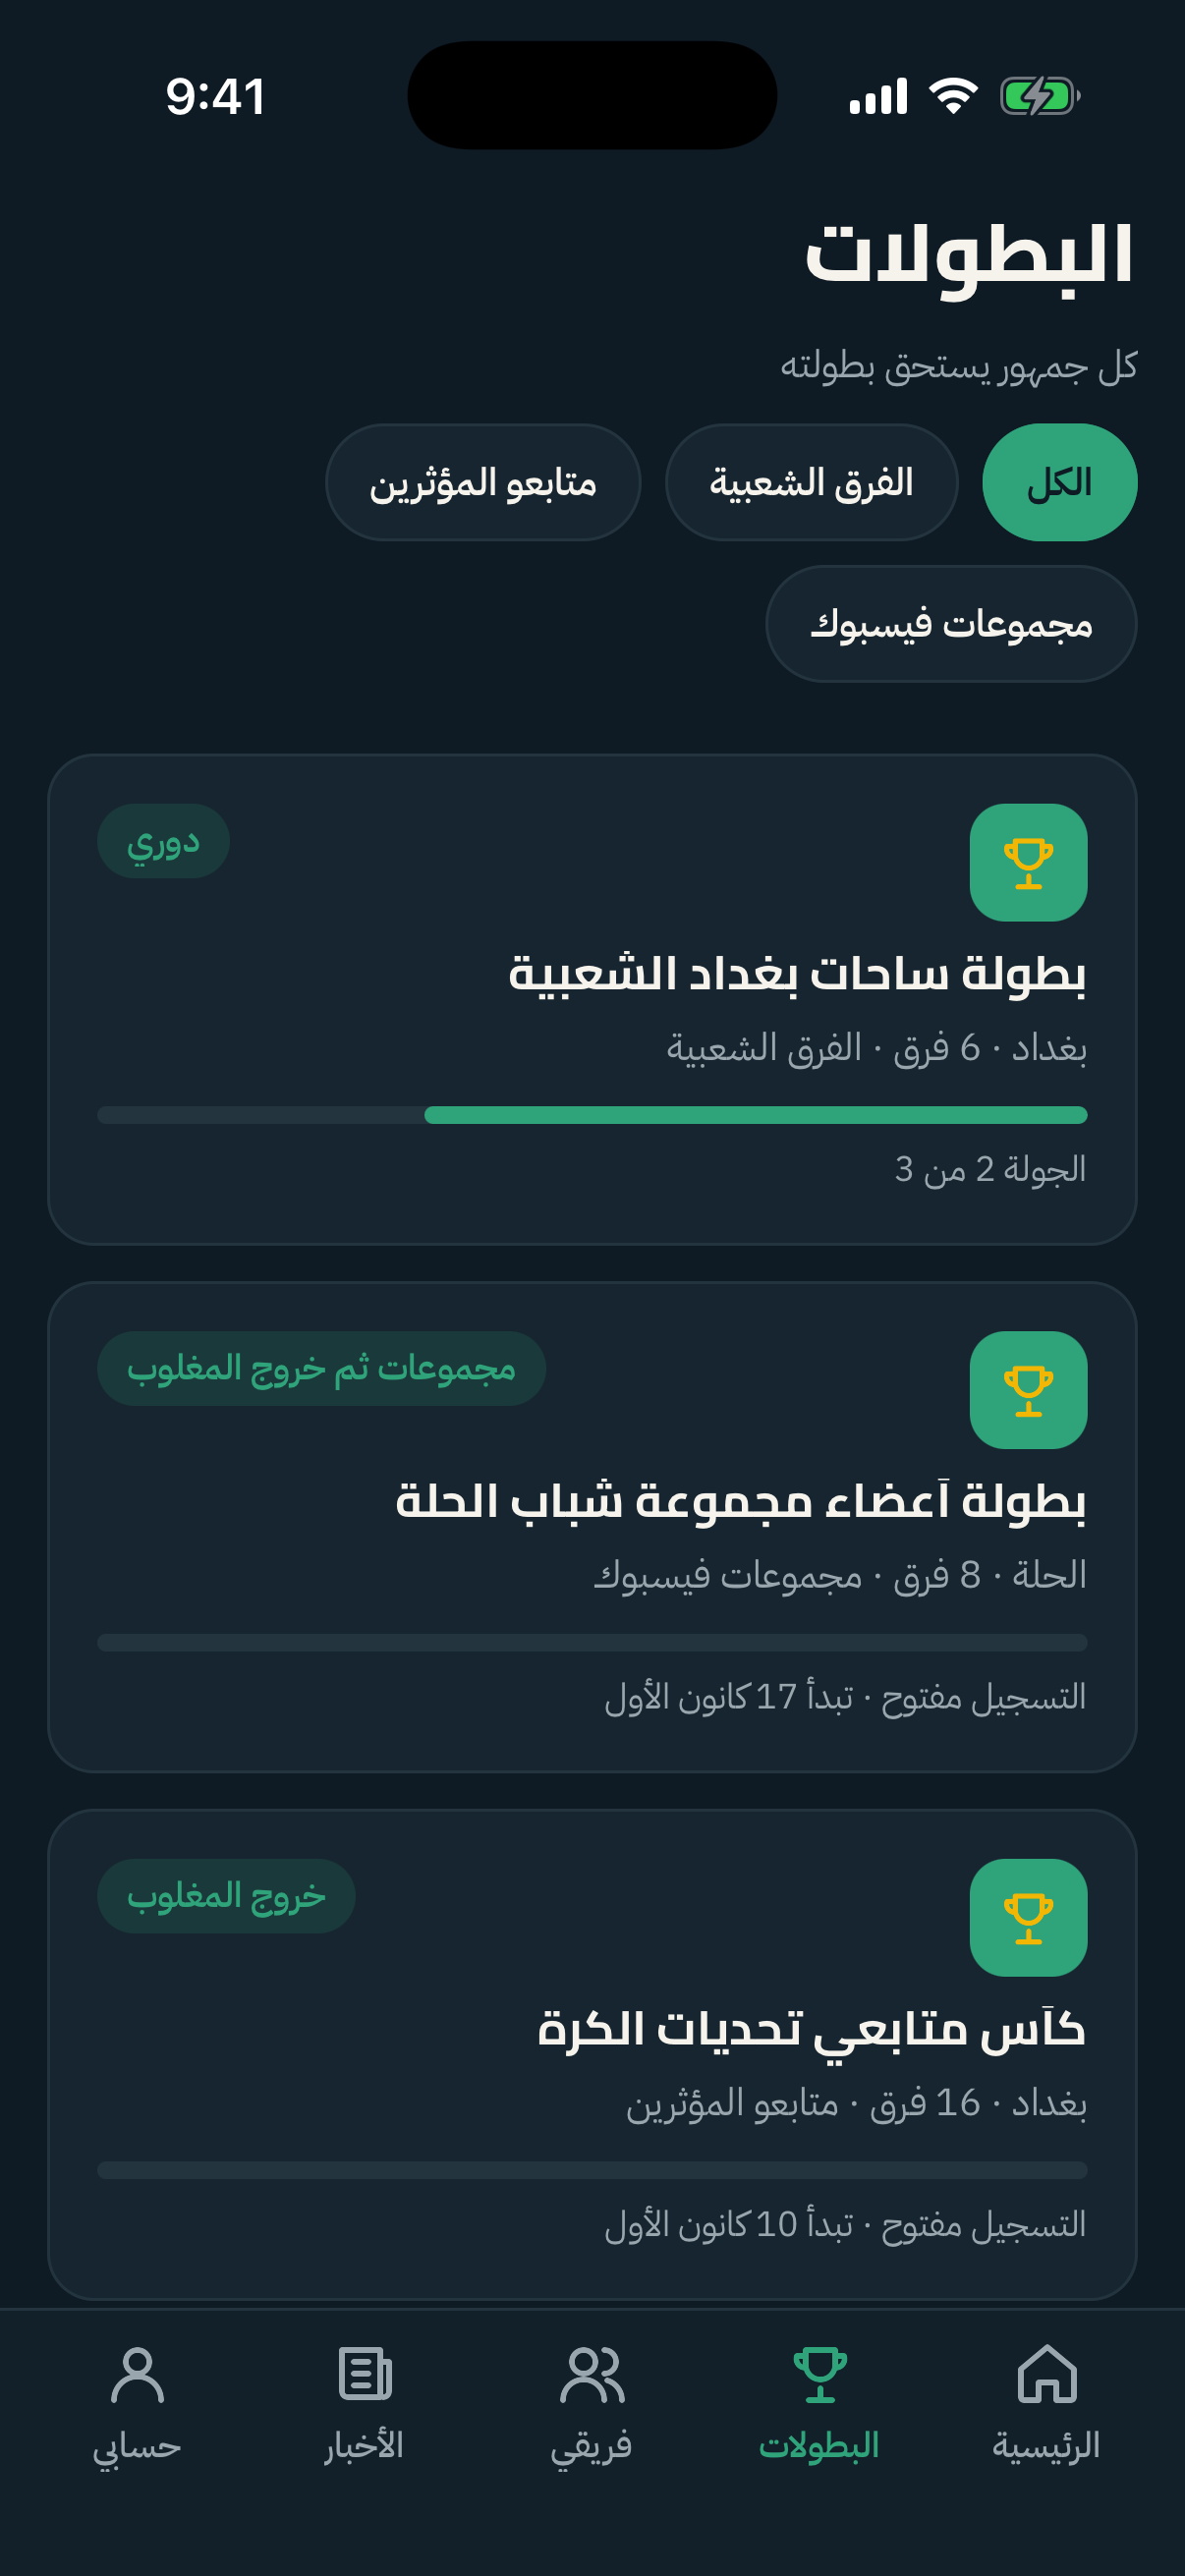 9:41
البطولات
كل جمهور يستحق بطولته
الكل
الفرق الشعبية
متابعو المؤثرين
مجموعات فيسبوك
دوري
بطولة ساحات بغداد الشعبية
بغداد · 6 فرق · الفرق الشعبية
الجولة 2 من 3
مجموعات ثم خروج المغلوب
بطولة أعضاء مجموعة شباب الحلة
الحلة · 8 فرق · مجموعات فيسبوك
التسجيل مفتوح · تبدأ 17 كانون الأول
خروج المغلوب
كأس متابعي تحديات الكرة
بغداد · 16 فرق · متابعو المؤثرين
التسجيل مفتوح · تبدأ 10 كانون الأول
الرئيسية
البطولات
فريقي
الأخبار
حسابي